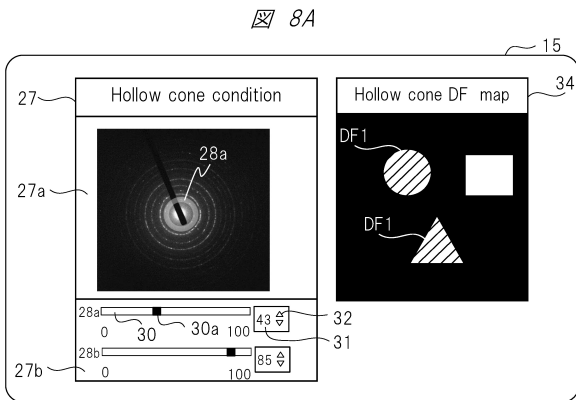 図 8A
15
27
Hollow cone condition
Hollow cone DF map
34
28a
DF1
27a
DF1
28a
30
30a
0
100
43
32
31
28b
85
27b
0
100